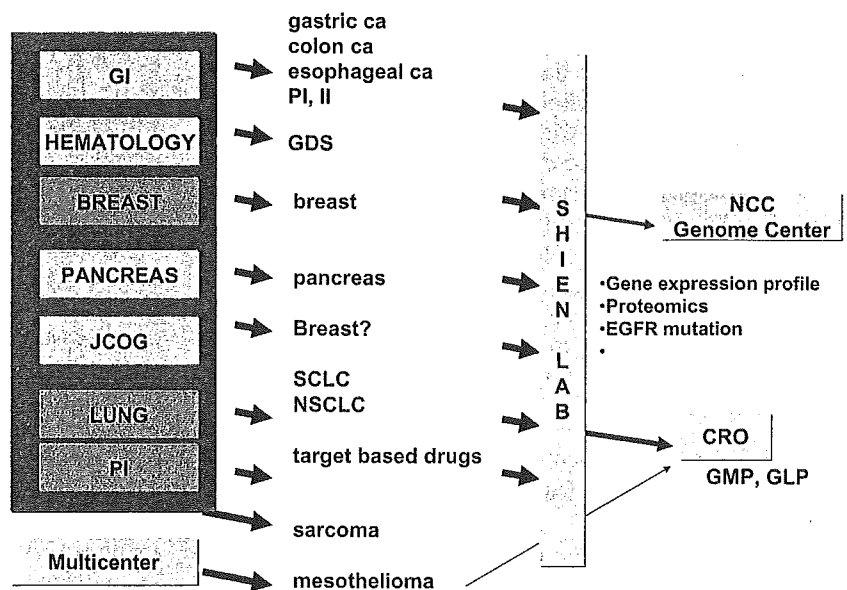 gastric ca
colon ca
esophageal ca
PI, II
GI
HEMATOLOGY
GDS
BREAST
breast
PANCREAS
pancreas
JCOG
Breast?
SCLC
NSCLC
LUNG
PI
target based drugs
sarcoma
Multicenter
mesothelioma
SHIEN LAB
NCC
Genome Center
•Gene expression profile
•Proteomics
•EGFR mutation
•
CRO
GMP, GLP